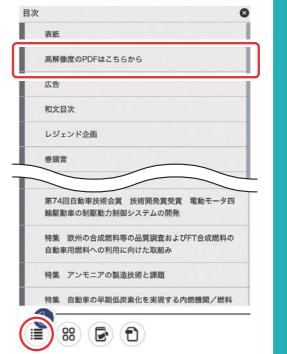 目次
表紙
高解像度のPDFはこちらから
広告
和文目次
レジェンド企画
巻頭言
第74回自動車技術会賞　技術開発賞受賞　電動モータ四
輪駆動車の制駆動力制御システムの開発
特集　欧州の合成燃料等の品質調査およびFT合成燃料の
自動車用燃料への利用に向けた取組み
特集　アンモニアの製造技術と課題
特集　自動車の早期低炭素化を実現する内燃機関／燃料